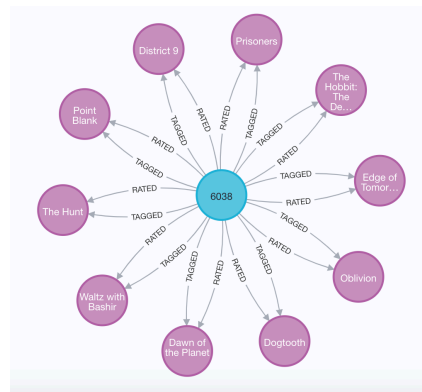 District 9
Prisoners
The
Hobbit:
The
De...
Point
Blank
Edge of
Tomor...
The Hunt
6038
Oblivion
Waltz with
Bashir
Dawn of
the Planet
Dogtooth
RATED
TAGGED
RATED
TAGGED
TAGGED
RATED
TAGGED
RATED
TAGGED
RATED
TAGGED
RATED
TAGGED
RATED
TAGGED
RATED
RATED
TAGGED
RATED
TAGGED